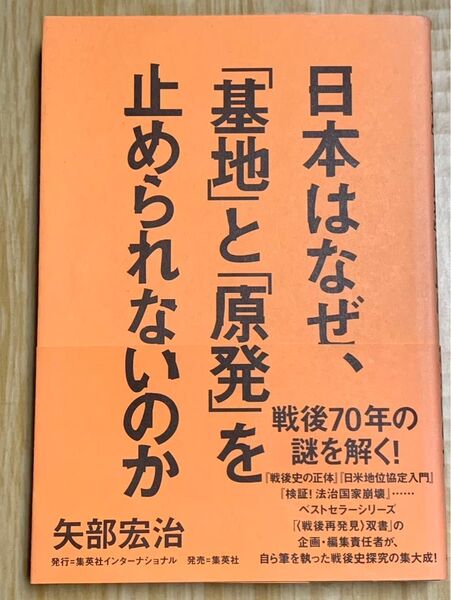 日本はなぜ、
「基地」と「原発」を
止められないのか
戦後70年の
謎を解く!
『戦後史の正体』『日米地位協定入門』
『検証!法治国家崩壊』……
ベストセラーシリーズ
「〈戦後再発見〉双書」の
企画・編集責任者が、
自ら筆を執った戦後史探究の集大成!
矢部宏治
発行=集英社インターナショナル 発売=集英社